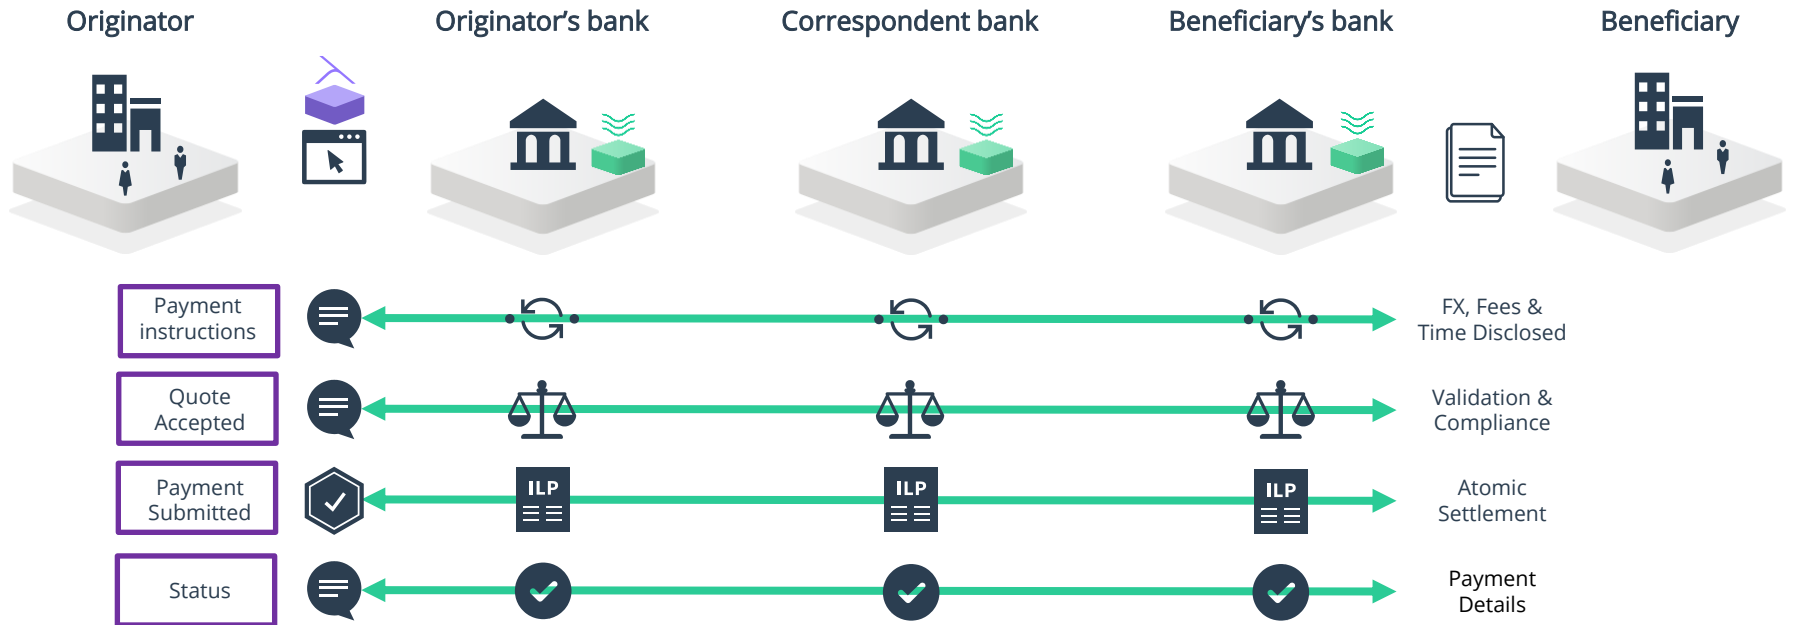 Originator
Originator's bank
Correspondent bank
Beneficiary's bank
Beneficiary
Payment
instructions
FX, Fees &
Time Disclosed
Quote
Accepted
Validation &
Compliance
Payment
Submitted
ILP
ILP
ILP
Atomic
Settlement
Status
Payment
Details